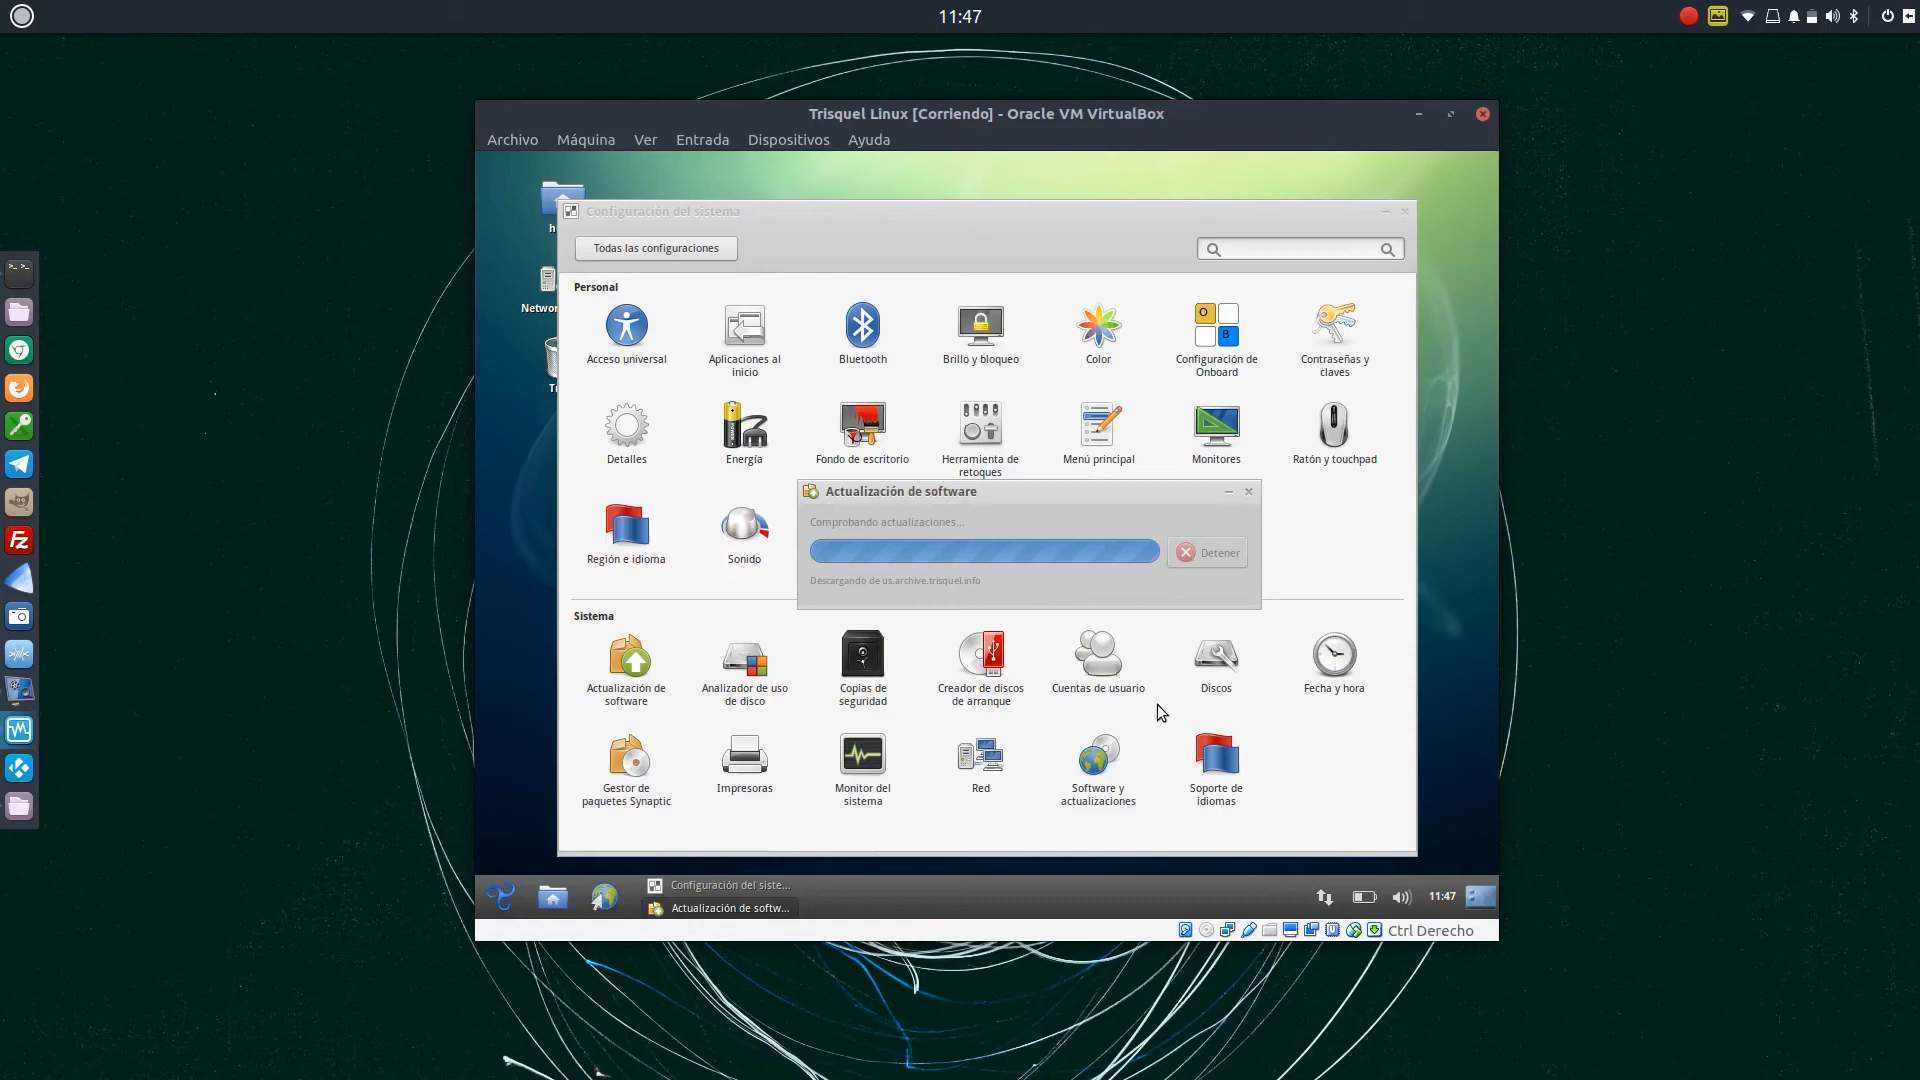 11:47
Trisquel Linux [Corriendo] - Oracle VM VirtualBox
Archivo Máquina Ver Entrada Dispositivos Ayuda
Configuración del sistema
Todas las configuraciones
Personal
Acceso universal
Aplicaciones al
inicio
Bluetooth
Brillo y bloqueo
Color
O
B
Configuración de
Onboard
Contraseñas y
claves
Networ
Detalles
Energía
Fondo de escritorio
Herramienta de
retoques
Menú principal
Monitores
Ratón y touchpad
Región e idioma
Sonido
Actualización de software
Comprobando actualizaciones...
Detener
Descargando de us.archive.trisquel.info
Sistema
Actualización de
software
Analizador de uso
de disco
Copias de
seguridad
Creador de discos
de arranque
Cuentas de usuario
Discos
Fecha y hora
Gestor de
paquetes Synaptic
Impresoras
Monitor del
sistema
Red
Software y
actualizaciones
Soporte de
idiomas
Configuración del siste...
Actualización de softw...
11:47
Ctrl Derecho
Fz